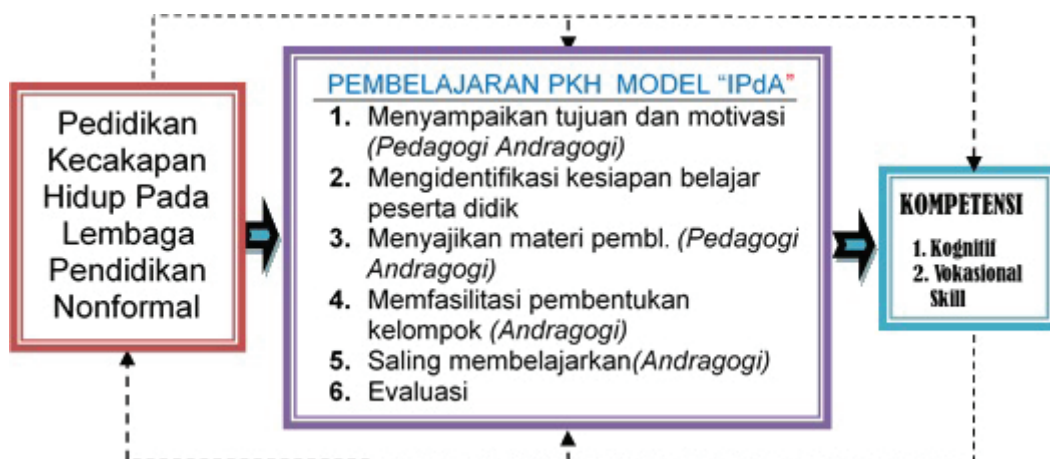 Pedidikan
Kecakapan
Hidup Pada
Lembaga
Pendidikan
Nonformal
PEMBELAJARAN PKH MODEL “IPdA”
1. Menyampaikan tujuan dan motivasi
(Pedagogi Andragogi)
2. Mengidentifikasi kesiapan belajar
peserta didik
3. Menyajikan materi pembl. (Pedagogi
Andragogi)
4. Memfasilitasi pembentukan
kelompok (Andragogi)
5. Saling membelajarkan(Andragogi)
6. Evaluasi
KOMPETENSI
1. Kognitif
2. Vokasional
Skill